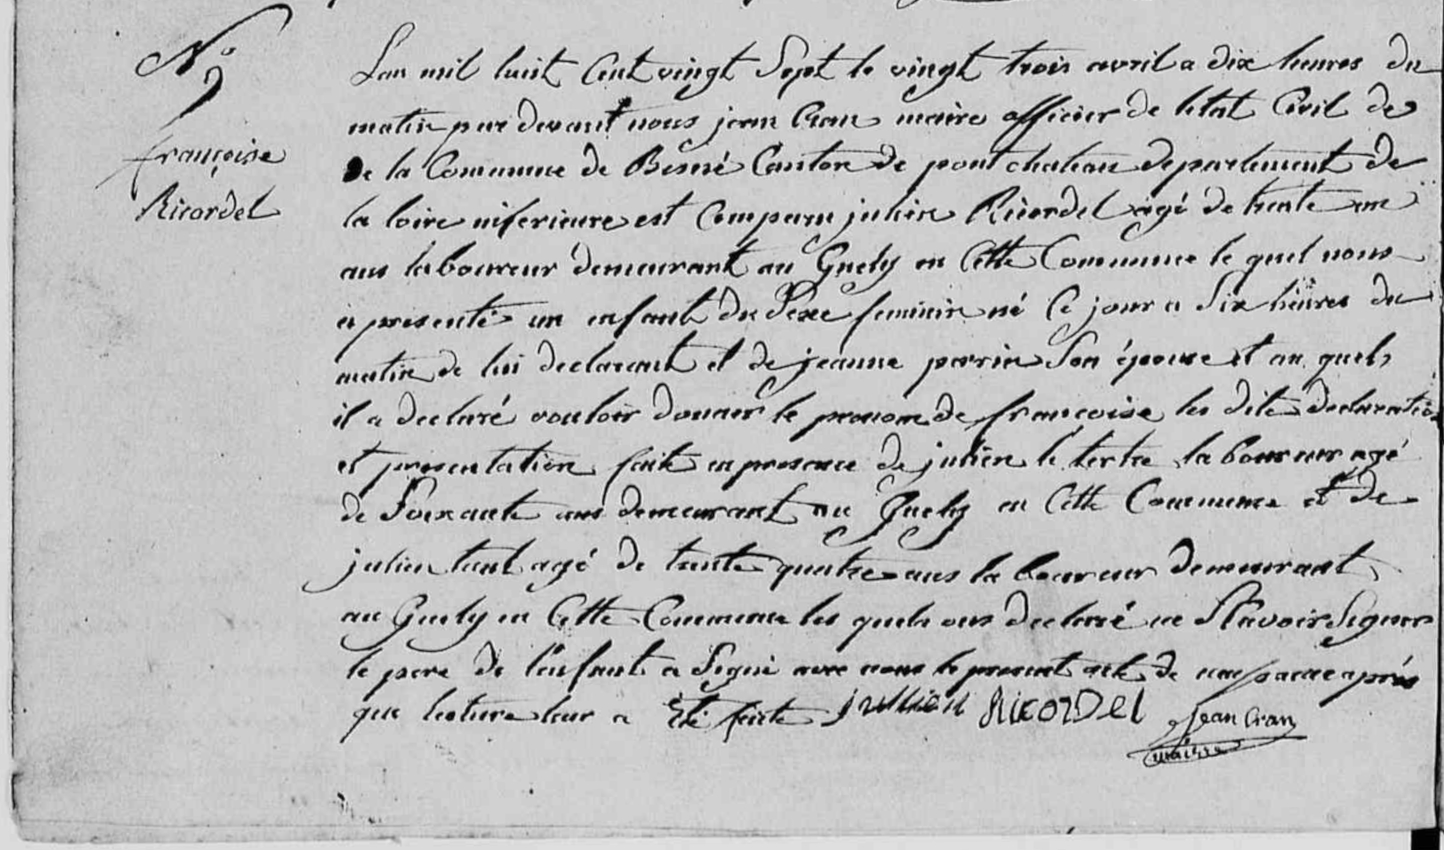 N°
9
françoise
Ricordel
Lan mil huit Cent vingt Sept le vingt trois avril a dix heures du
matin par devant nous jean Cran maire officier de letat Civil de
De la Commune de Besné Canton de pont chateau departement de
la loire inferieure est Comparu julien Ricordel agé de trente un
ans laboureur demeurant au Guely en Cette Commune le quel nous
a presenté un enfant du Sexe feminin né Ce jour a Six heures du
matin de lui declarant et de jeanne perrin Son épouse et au quel
il a declaré vouloir donner le prenom de françoise les dite declaration
et presentation faite en presence de julien le tertre laboureur agé
de Soixante ans demeurant au Guely en Cette Commune et de
julien tant agé de trante quatre ans laboureur demeurant
au Guely en Cette Commune les quels ons declaré ne Savoir Signer
le pere de l'enfant a Signé avec nous le present acte de naissance après
que lecture leur a Eté faite jullien RicorDel jean Cran
maire